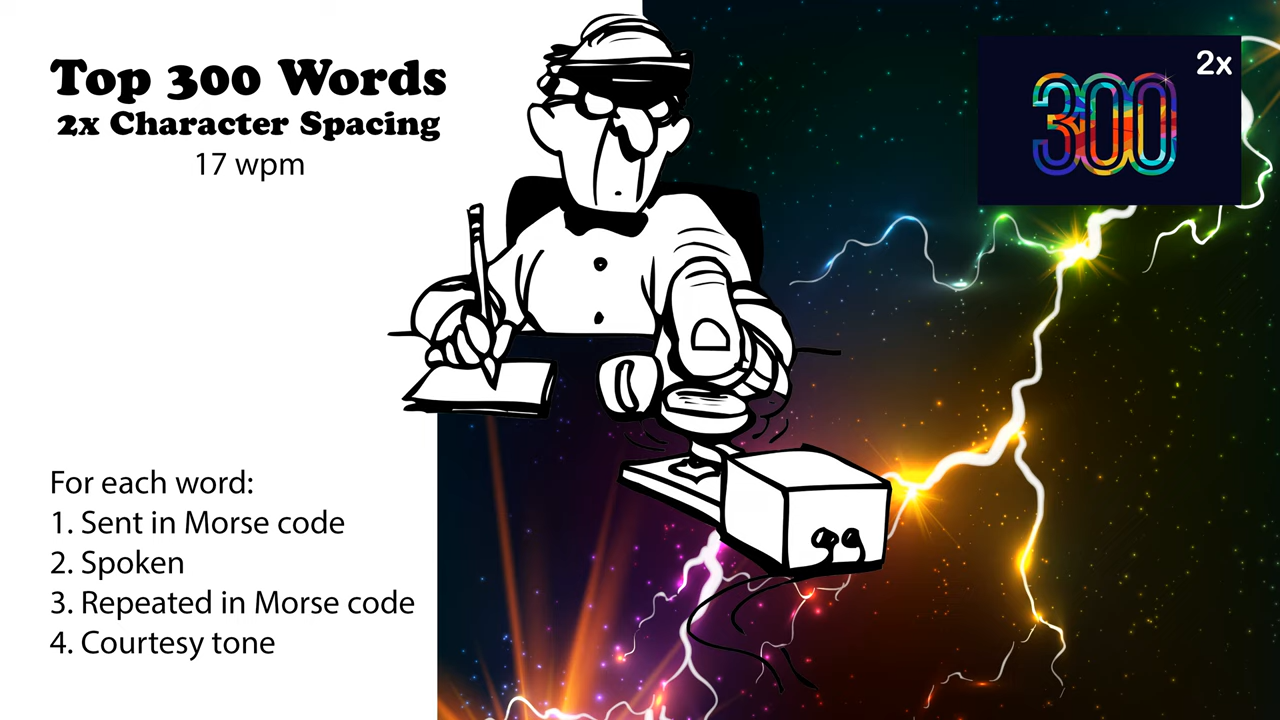 Top 300 Words
2x Character Spacing
17 wpm
2x
300
For each word:
1. Sent in Morse code
2. Spoken
3. Repeated in Morse code
4. Courtesy tone